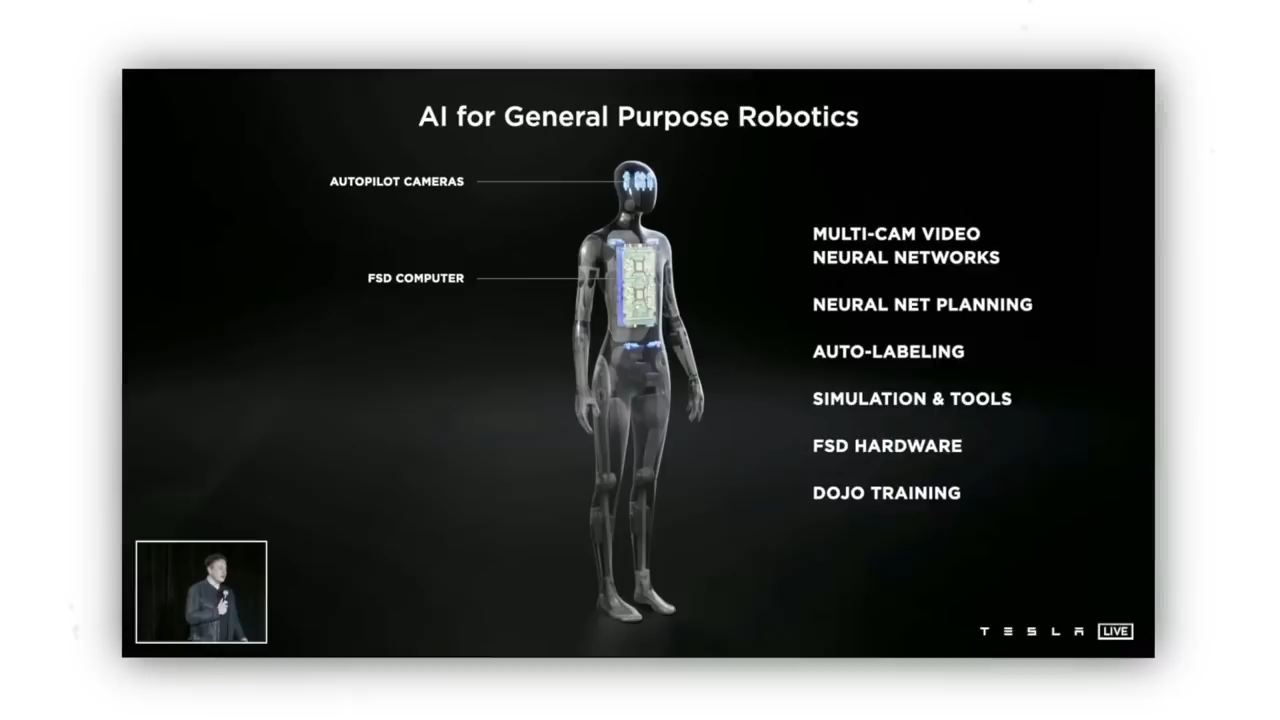 AI for General Purpose Robotics
AUTOPILOT CAMERAS
FSD COMPUTER
MULTI-CAM VIDEO
NEURAL NETWORKS
NEURAL NET PLANNING
AUTO-LABELING
SIMULATION & TOOLS
FSD HARDWARE
DOJO TRAINING
TESLA LIVE